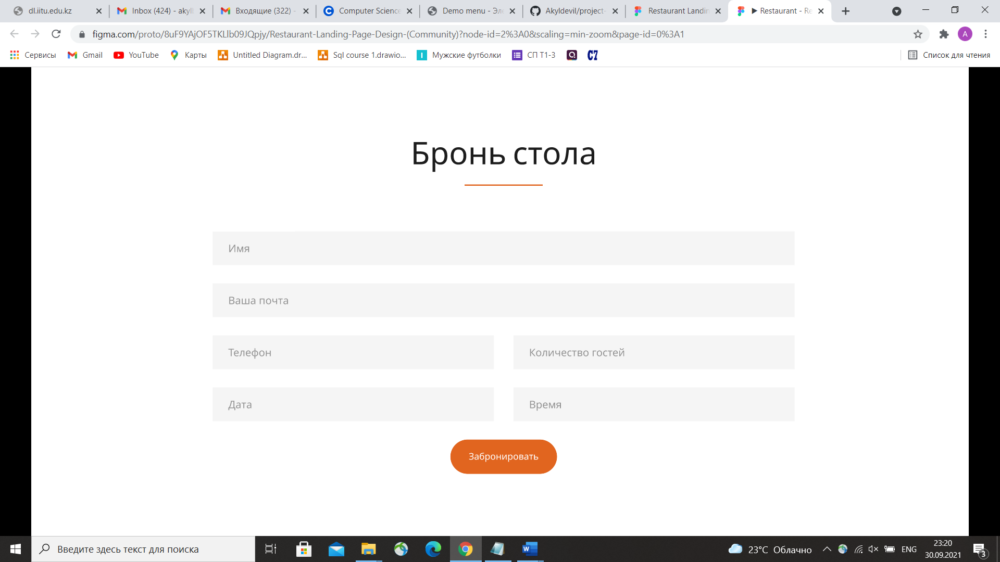 dl.iitu.edu.kz
Inbox (424) - akyll
Входящие (322) -
Computer Science
Demo menu - Эле
Akyldevil/project-
Restaurant Landin
Restaurant - Re
figma.com/proto/8uF9YAjOF5TKLlb09JQpjy/Restaurant-Landing-Page-Design-(Community)?node-id=2%3A0&scaling=min-zoom&page-id=0%3A1
A
Сервисы
Gmail
YouTube
Карты
Untitled Diagram.dr...
Sql course 1.drawio...
Мужские футболки
СП Т1-3
C7
Список для чтения
Бронь стола
Имя
Ваша почта
Телефон
Количество гостей
Дата
Время
Забронировать
Введите здесь текст для поиска
23°C Облачно
ENG
23:20
30.09.2021
3